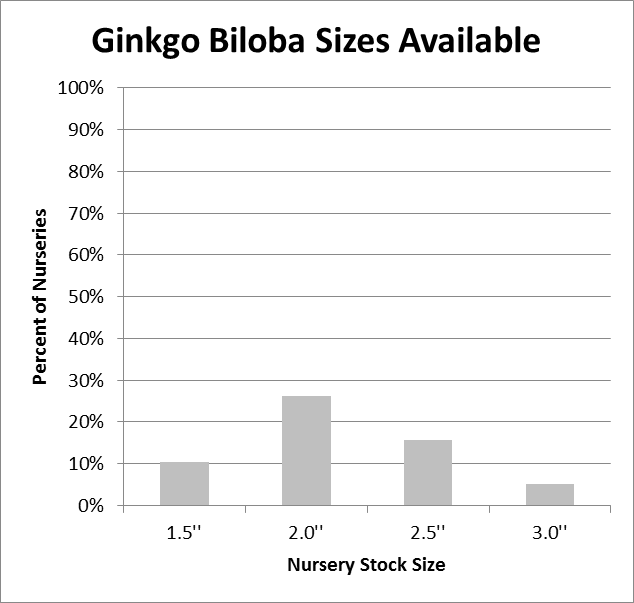 Ginkgo Biloba Sizes Available
100%
90%
80%
70%
60%
50%
40%
30%
20%
10%
0%
Percent of Nurseries
1.5'' 2.0'' 2.5'' 3.0''
Nursery Stock Size